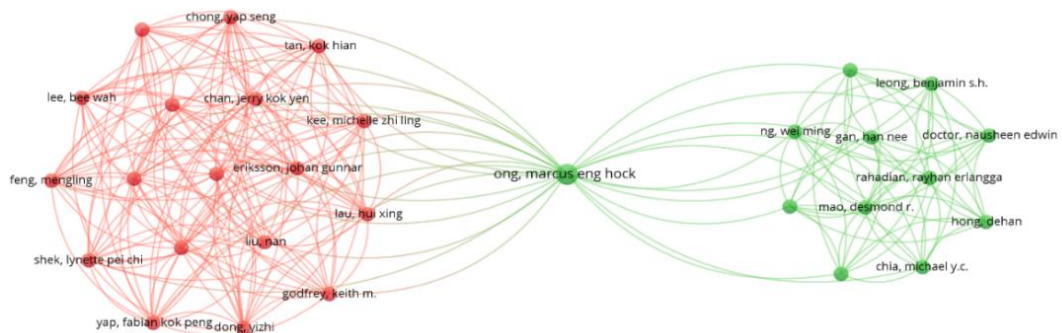 chong, yap seng
tan, kok hian
lee, bee wah
chan, jerry kok yen
kee, michelle zhi ling
eriksson, johan gunnar
feng, mengling
lau, hui xing
liu, nan
shek, lynette pei chi
godfrey, keith m.
yap, fabian kok peng
dong, yizhi
ong, marcus eng hock
leong, benjamin s.h.
ng, wei ming
gan, han nee
doctor, nausheen edwin
rahadian, rayhan erlangga
mao, desmond r.
hong, dehan
chia, michael y.c.